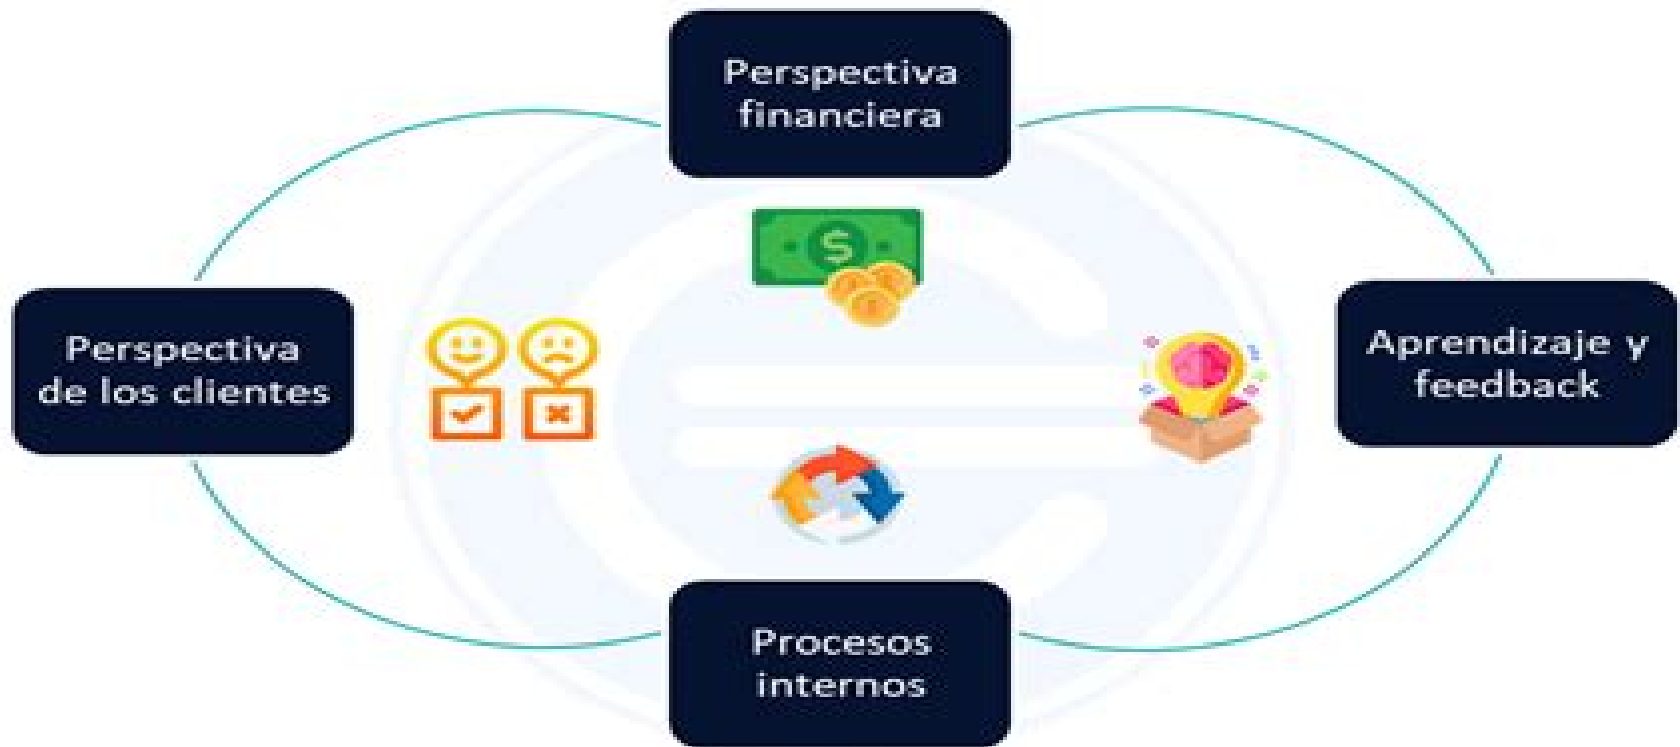 Perspectiva
financiera
Perspectiva
de los clientes
Aprendizaje y
feedback
Procesos
internos